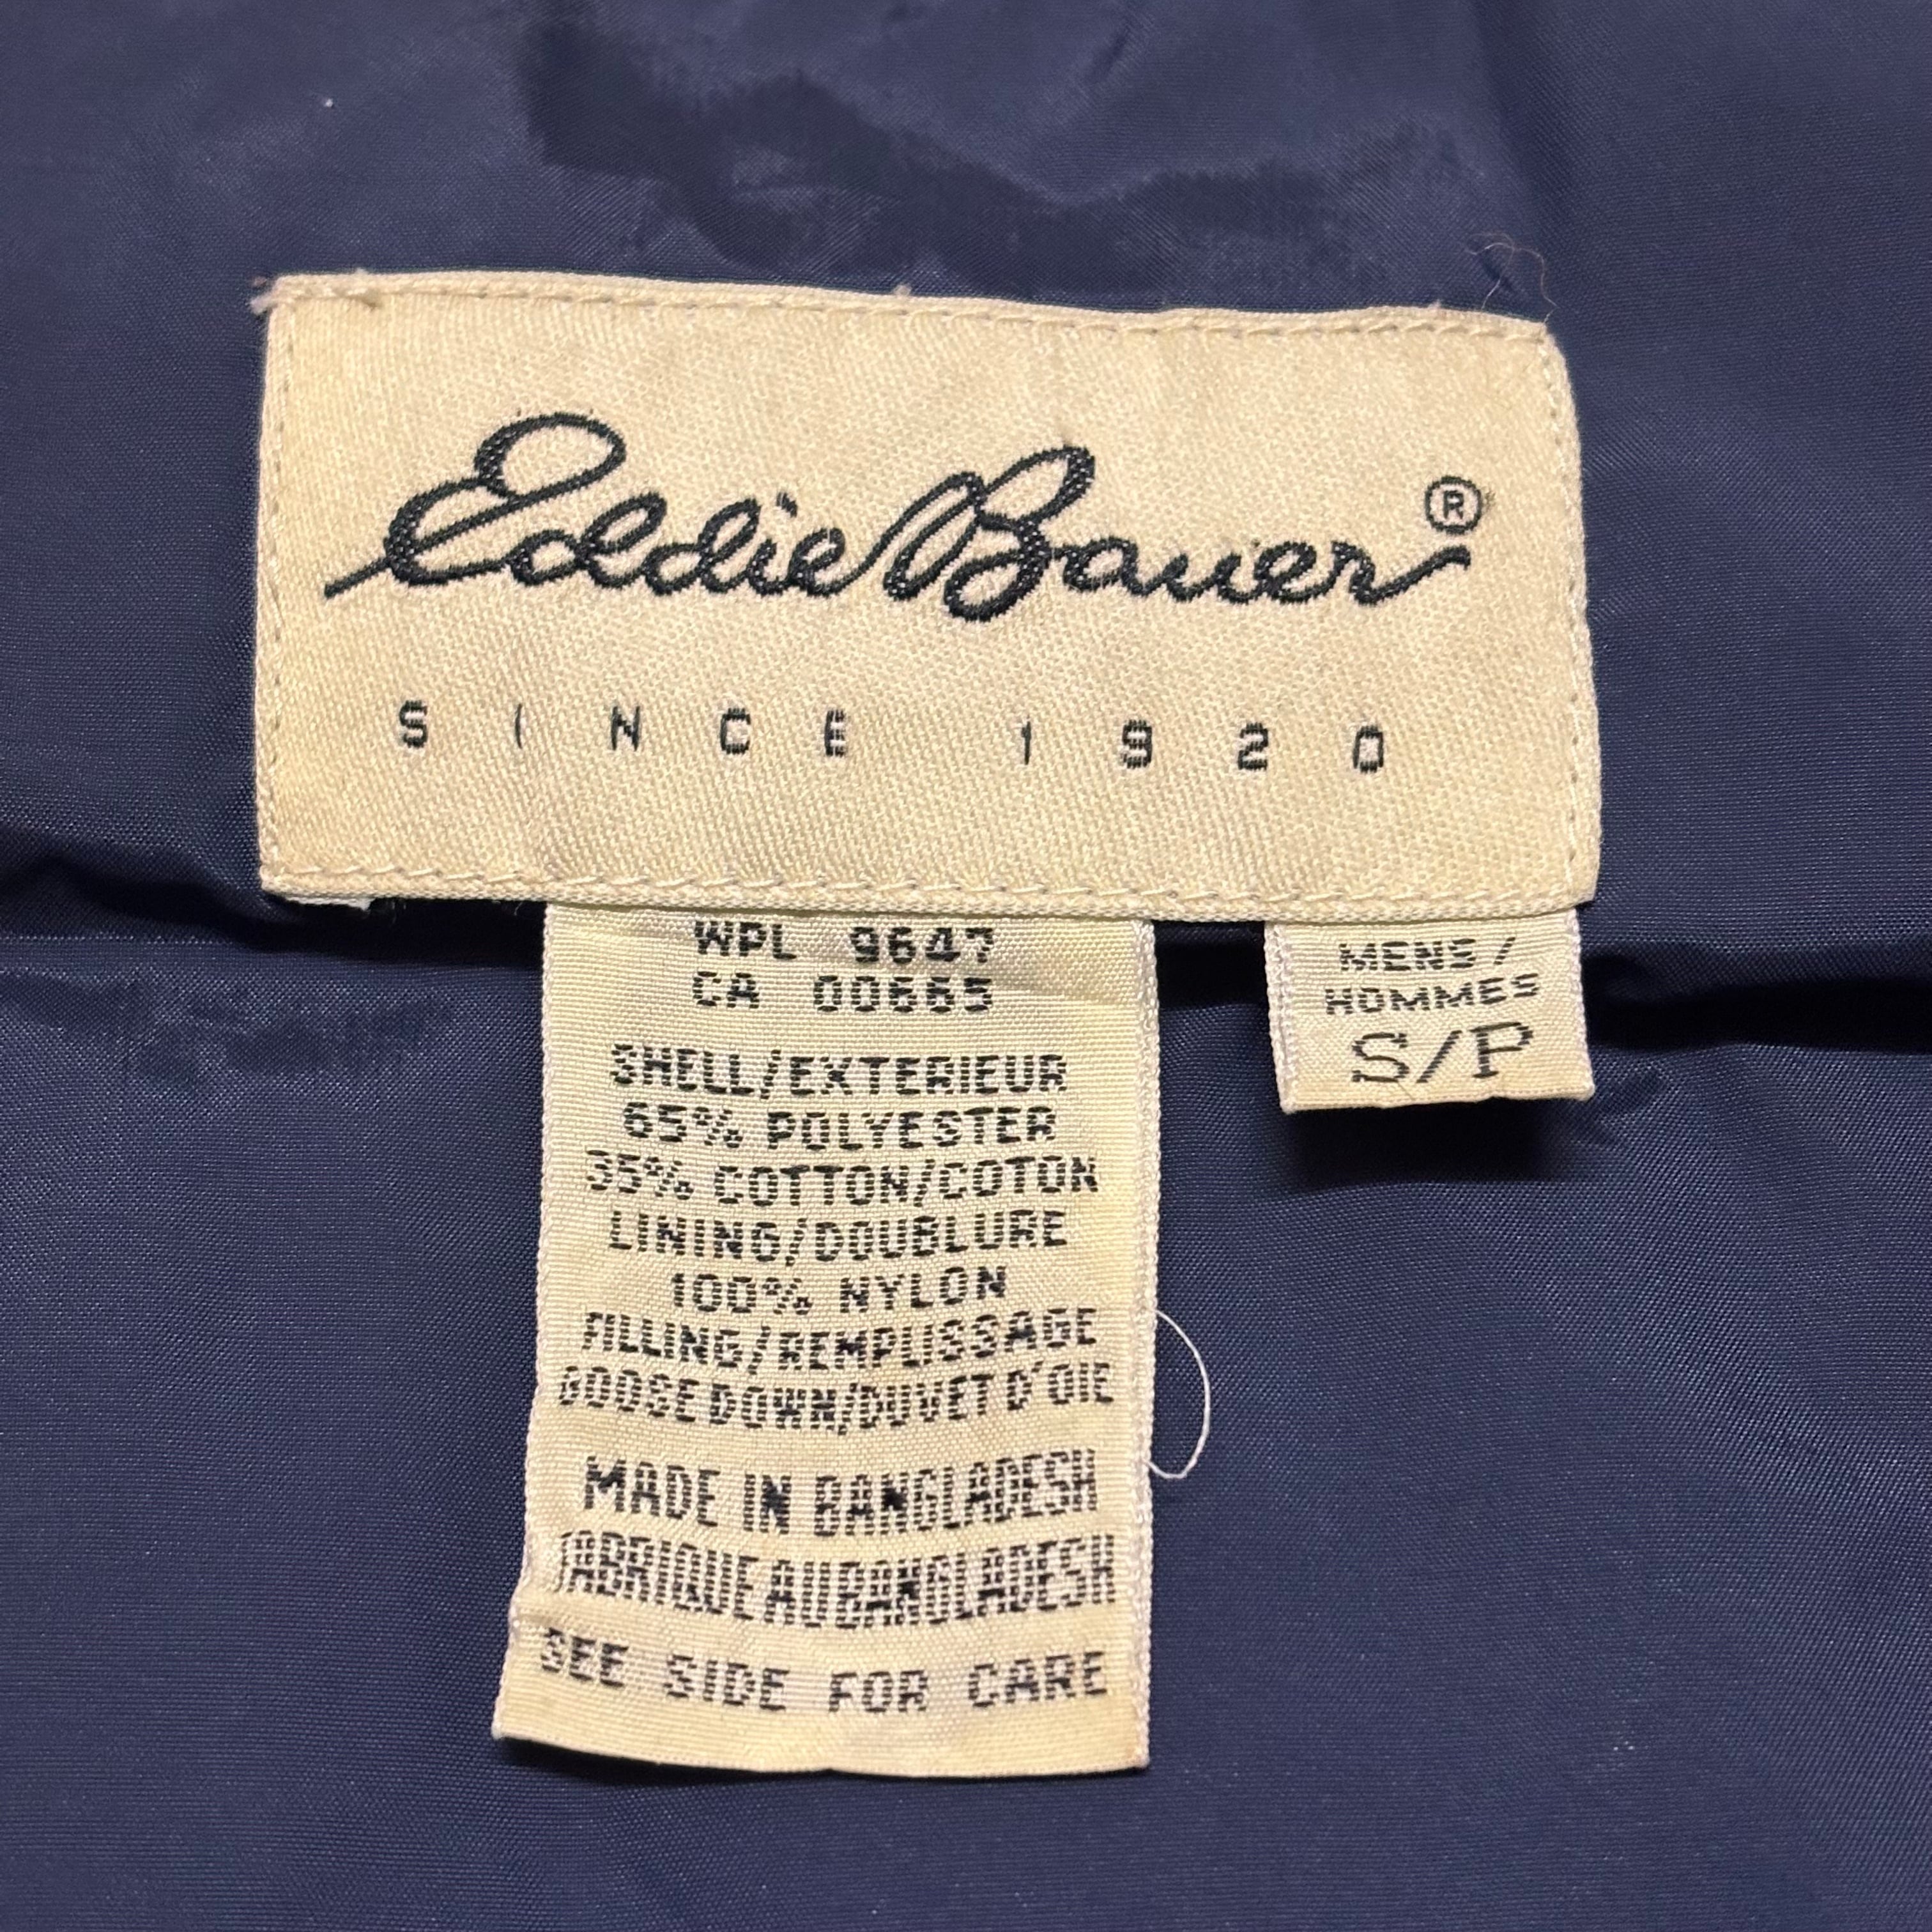 Eddie Bauer®
SINCE 1920
WPL 9647
CA 00665
SHELL/EXTERIEUR
65% POLYESTER
35% COTTON/COTON
LINING/DOUBLURE
100% NYLON
FILLING/REMPLISSAGE
GOOSE DOWN/DUVET D'OIE
MADE IN BANGLADESH
FABRIQUE AU BANGLADESH
SEE SIDE FOR CARE
MENS/
HOMMES
S/P